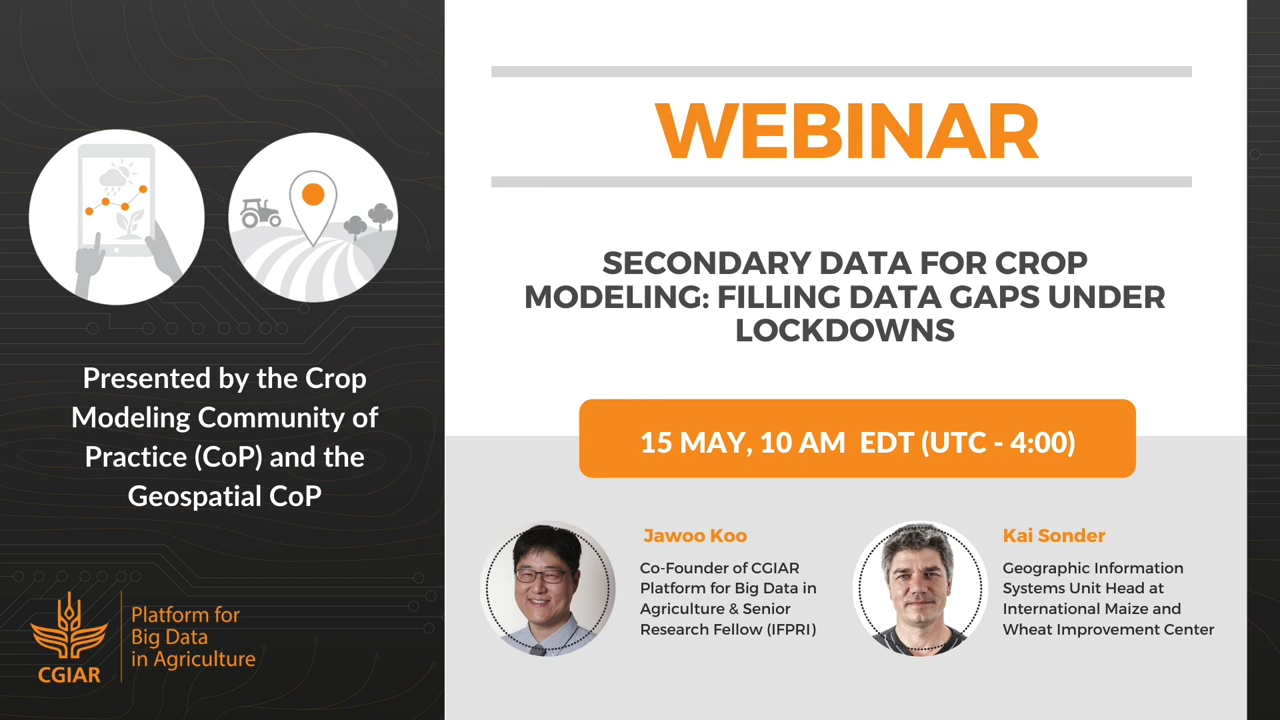 Presented by the Crop
Modeling Community of
Practice (CoP) and the
Geospatial CoP
CGIAR
Platform for
Big Data
in Agriculture
WEBINAR
SECONDARY DATA FOR CROP
MODELING: FILLING DATA GAPS UNDER
LOCKDOWNS
15 MAY, 10 AM EDT (UTC - 4:00)
Jawoo Koo
Co-Founder of CGIAR
Platform for Big Data in
Agriculture & Senior
Research Fellow (IFPRI)
Kai Sonder
Geographic Information
Systems Unit Head at
International Maize and
Wheat Improvement Center